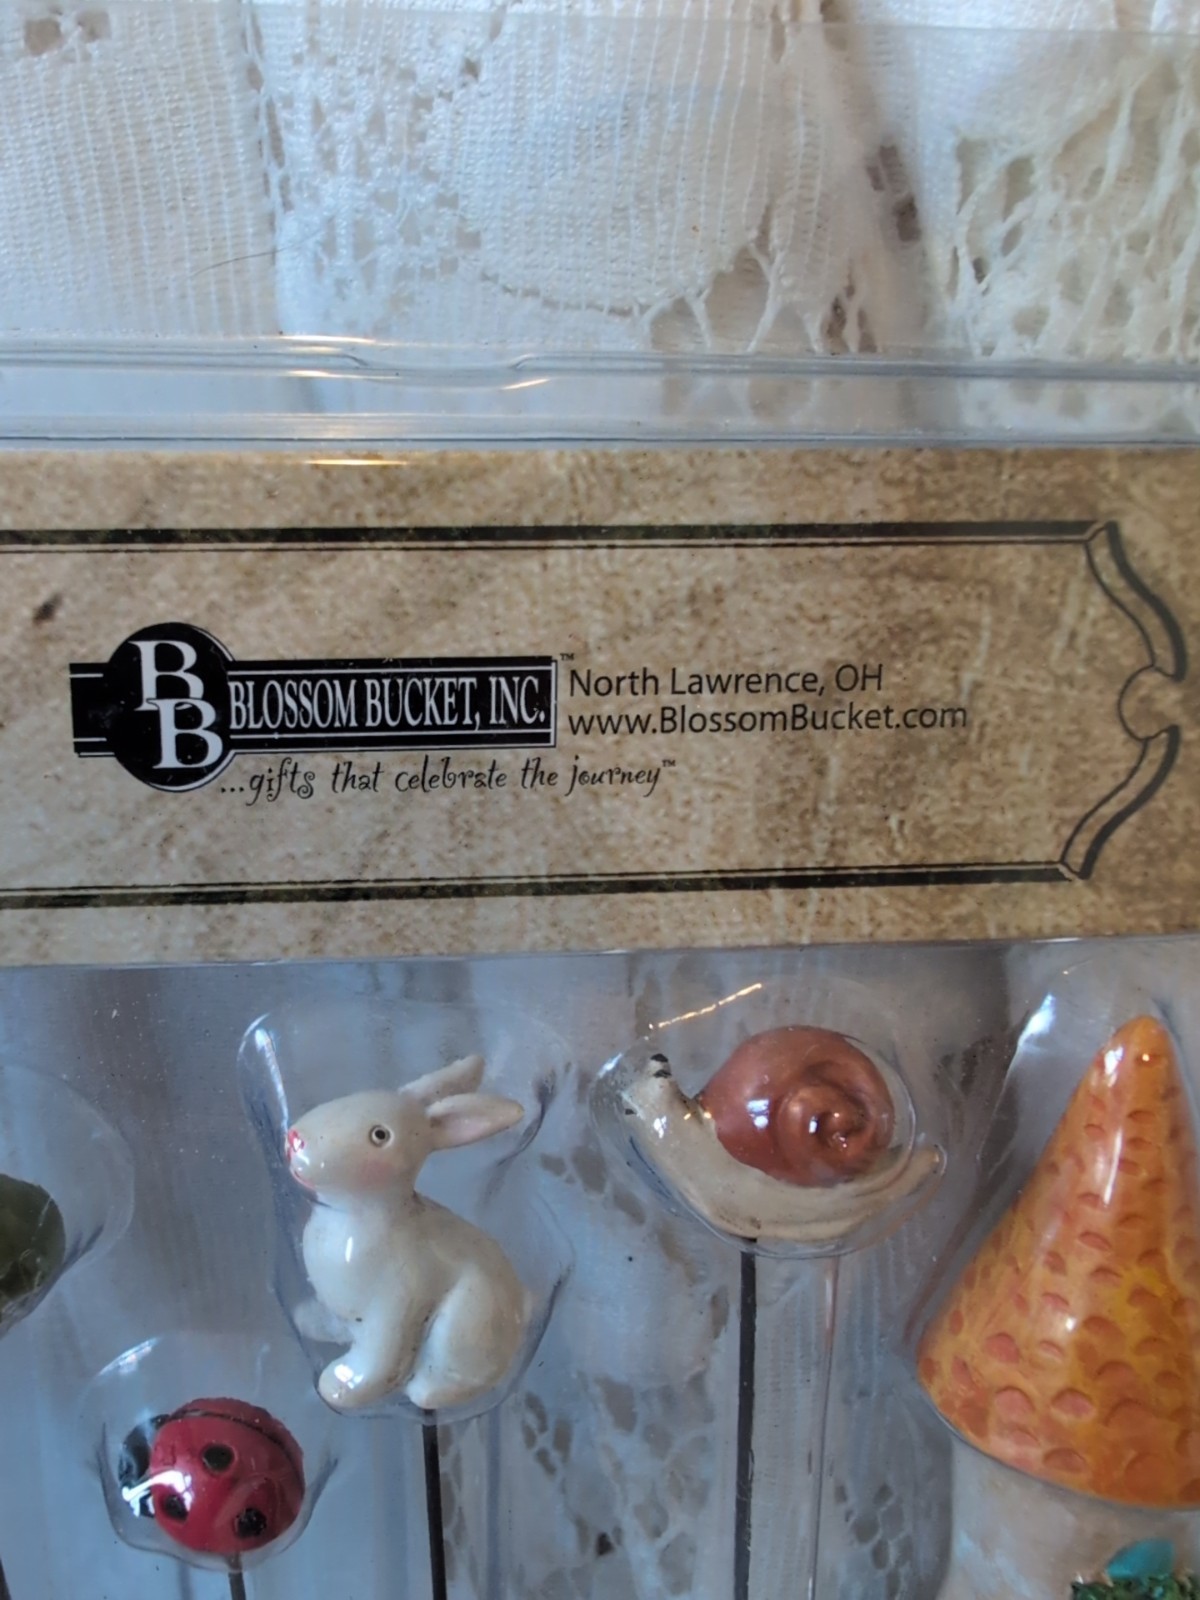 BB
BLOSSOM BUCKET, INC.™
North Lawrence, OH
www.BlossomBucket.com
...gifts that celebrate the journey™